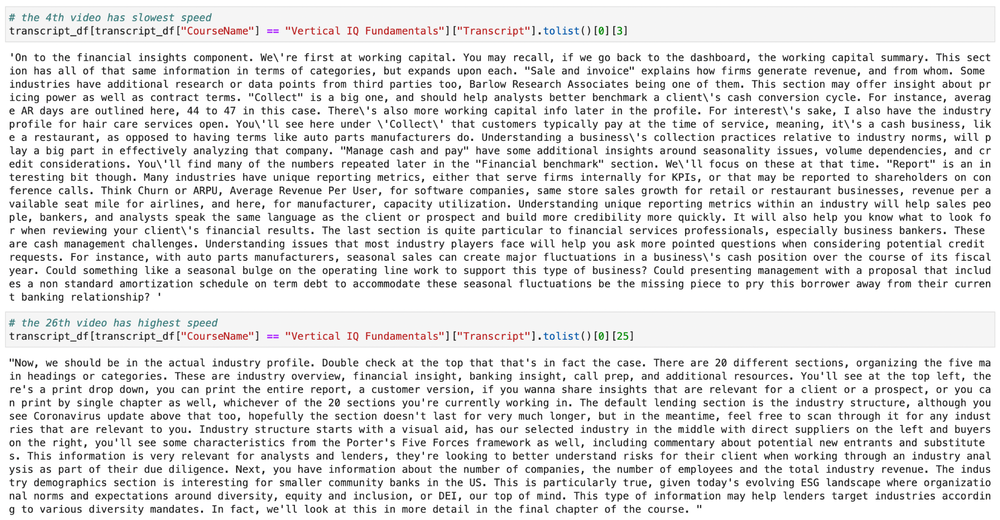 # the 4th video has slowest speed
transcript_df[transcript_df["CourseName"] == "Vertical IQ Fundamentals"]["Transcript"].tolist()[0][3]
'On to the financial insights component. We\'re first at working capital. You may recall, if we go back to the dashboard, the working capital summary. This sect
ion has all of that same information in terms of categories, but expands upon each. "Sale and invoice" explains how firms generate revenue, and from whom. Some
industries have additional research or data points from third parties too, Barlow Research Associates being one of them. This section may offer insight about pr
icing power as well as contract terms. "Collect" is a big one, and should help analysts better benchmark a client\'s cash conversion cycle. For instance, averag
e AR days are outlined here, 44 to 47 in this case. There\'s also more working capital info later in the profile. For interest\'s sake, I also have the industry
profile for hair care services open. You\'ll see here under \'Collect\' that customers typically pay at the time of service, meaning, it\'s a cash business, lik
e a restaurant, as opposed to having terms like auto parts manufacturers do. Understanding a business\'s collection practices relative to industry norms, will p
lay a big part in effectively analyzing that company. "Manage cash and pay" have some additional insights around seasonality issues, volume dependencies, and cr
edit considerations. You\'ll find many of the numbers repeated later in the "Financial benchmark" section. We\'ll focus on these at that time. "Report" is an in
teresting bit though. Many industries have unique reporting metrics, either that serve firms internally for KPIs, or that may be reported to shareholders on con
ference calls. Think Churn or ARPU, Average Revenue Per User, for software companies, same store sales growth for retail or restaurant businesses, revenue per a
vailable seat mile for airlines, and here, for manufacturer, capacity utilization. Understanding unique reporting metrics within an industry will help sales peo
ple, bankers, and analysts speak the same language as the client or prospect and build more credibility more quickly. It will also help you know what to look fo
r when reviewing your client\'s financial results. The last section is quite particular to financial services professionals, especially business bankers. These
are cash management challenges. Understanding issues that most industry players face will help you ask more pointed questions when considering potential credit
requests. For instance, with auto parts manufacturers, seasonal sales can create major fluctuations in a business\'s cash position over the course of its fiscal
year. Could something like a seasonal bulge on the operating line work to support this type of business? Could presenting management with a proposal that includ
es a non standard amortization schedule on term debt to accommodate these seasonal fluctuations be the missing piece to pry this borrower away from their curren
t banking relationship? '
# the 26th video has highest speed
transcript_df[transcript_df["CourseName"] == "Vertical IQ Fundamentals"]["Transcript"].tolist()[0][25]
"Now, we should be in the actual industry profile. Double check at the top that that's in fact the case. There are 20 different sections, organizing the five ma
in headings or categories. These are industry overview, financial insight, banking insight, call prep, and additional resources. You'll see at the top left, the
re's a print drop down, you can print the entire report, a customer version, if you wanna share insights that are relevant for a client or a prospect, or you ca
n print by single chapter as well, whichever of the 20 sections you're currently working in. The default lending section is the industry structure, although you
see Coronavirus update above that too, hopefully the section doesn't last for very much longer, but in the meantime, feel free to scan through it for any indust
ries that are relevant to you. Industry structure starts with a visual aid, has our selected industry in the middle with direct suppliers on the left and buyers
on the right, you'll see some characteristics from the Porter's Five Forces framework as well, including commentary about potential new entrants and substitute
s. This information is very relevant for analysts and lenders, they're looking to better understand risks for their client when working through an industry anal
ysis as part of their due diligence. Next, you have information about the number of companies, the number of employees and the total industry revenue. The indus
try demographics section is interesting for smaller community banks in the US. This is particularly true, given today's evolving ESG landscape where organizatio
nal norms and expectations around diversity, equity and inclusion, or DEI, our top of mind. This type of information may help lenders target industries accordin
g to various diversity mandates. In fact, we'll look at this in more detail in the final chapter of the course. "